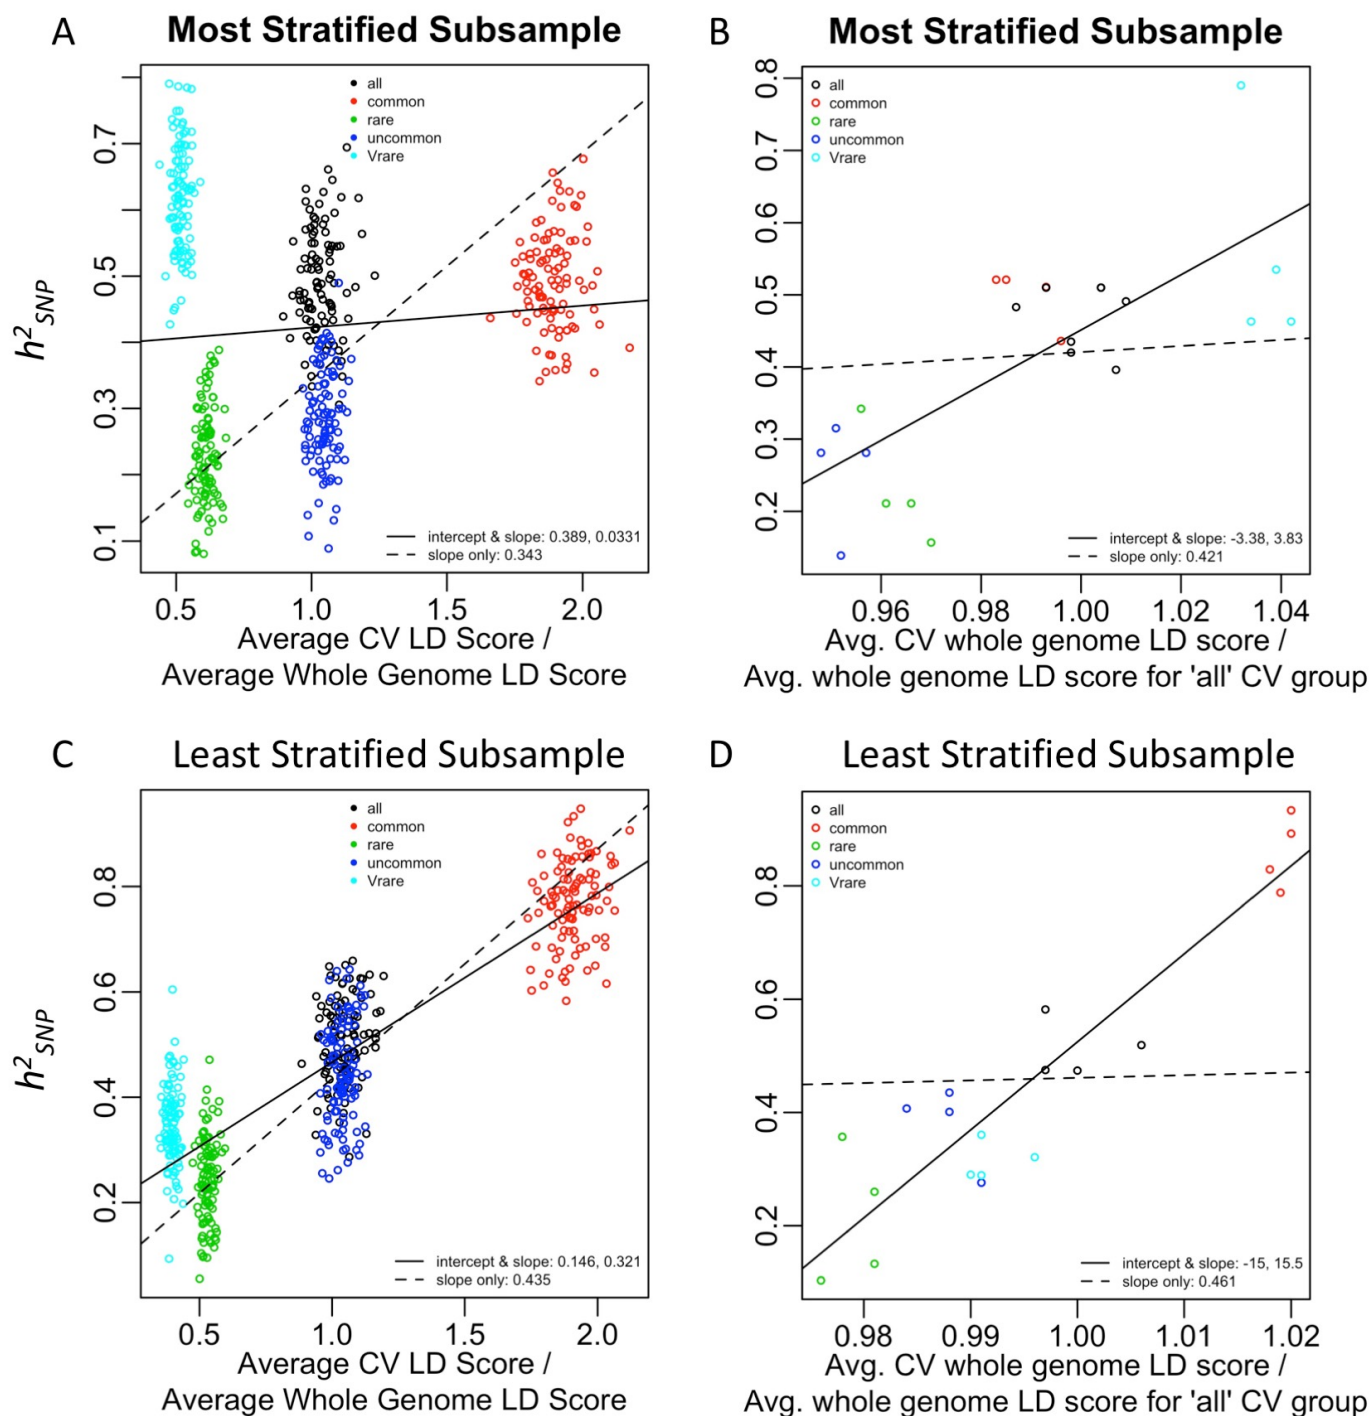 A
Most Stratified Subsample
all
common
rare
uncommon
Vrare
0.7
0.5
0.3
0.1
h²SNP
intercept & slope: 0.389, 0.0331
slope only: 0.343
0.5 1.0 1.5 2.0
Average CV LD Score /
Average Whole Genome LD Score
B
Most Stratified Subsample
all
common
rare
uncommon
Vrare
0.8
0.7
0.6
0.5
0.4
0.3
0.2
intercept & slope: -3.38, 3.83
slope only: 0.421
0.96 0.98 1.00 1.02 1.04
Avg. CV whole genome LD score /
Avg. whole genome LD score for 'all' CV group
C
Least Stratified Subsample
all
common
rare
uncommon
Vrare
0.8
0.6
0.4
0.2
h²SNP
intercept & slope: 0.146, 0.321
slope only: 0.435
0.5 1.0 1.5 2.0
Average CV LD Score /
Average Whole Genome LD Score
D
Least Stratified Subsample
all
common
rare
uncommon
Vrare
0.8
0.6
0.4
0.2
intercept & slope: -15, 15.5
slope only: 0.461
0.98 0.99 1.00 1.01 1.02
Avg. CV whole genome LD score /
Avg. whole genome LD score for 'all' CV group